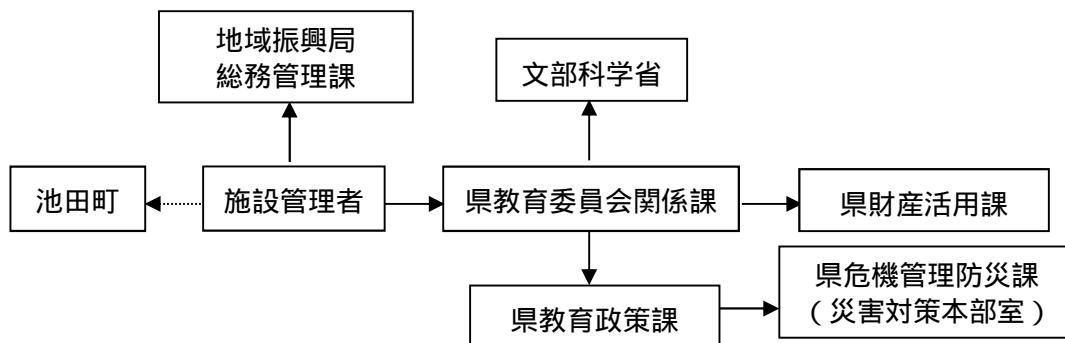 地域振興局
総務管理課
文部科学省
池田町
施設管理者
県教育委員会関係課
県財産活用課
県教育政策課
県危機管理防災課
（災害対策本部室）